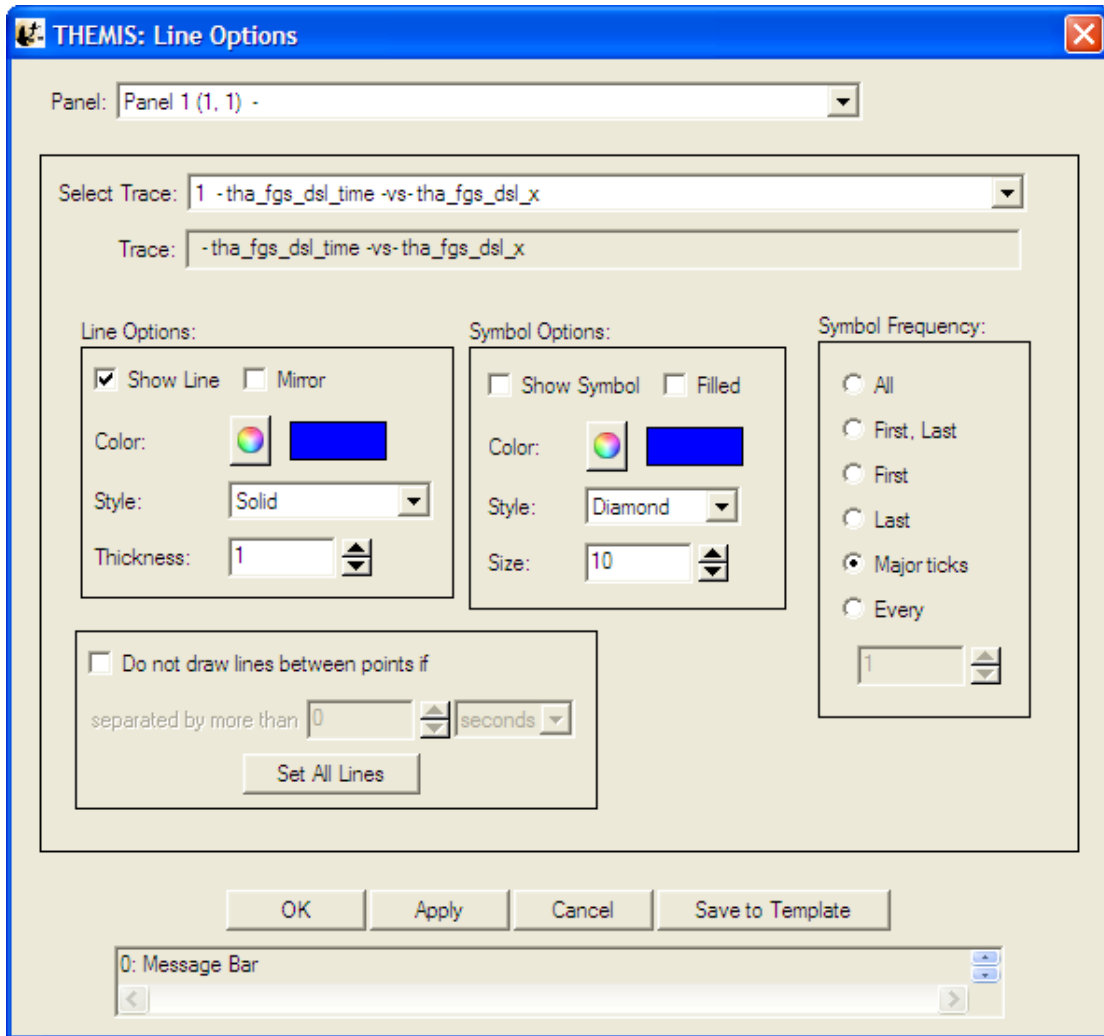 THEMIS: Line Options
Panel: Panel 1 (1, 1) -
Select Trace: 1 - tha_fgs_dsl_time -vs- tha_fgs_dsl_x
Trace: - tha_fgs_dsl_time -vs- tha_fgs_dsl_x
Line Options:
Show Line Mirror
Color:
Style: Solid
Thickness: 1
Symbol Options:
Show Symbol Filled
Color:
Style: Diamond
Size: 10
Symbol Frequency:
All
First, Last
First
Last
Major ticks
Every
1
Do not draw lines between points if
separated by more than 0 seconds
Set All Lines
OK Apply Cancel Save to Template
0: Message Bar